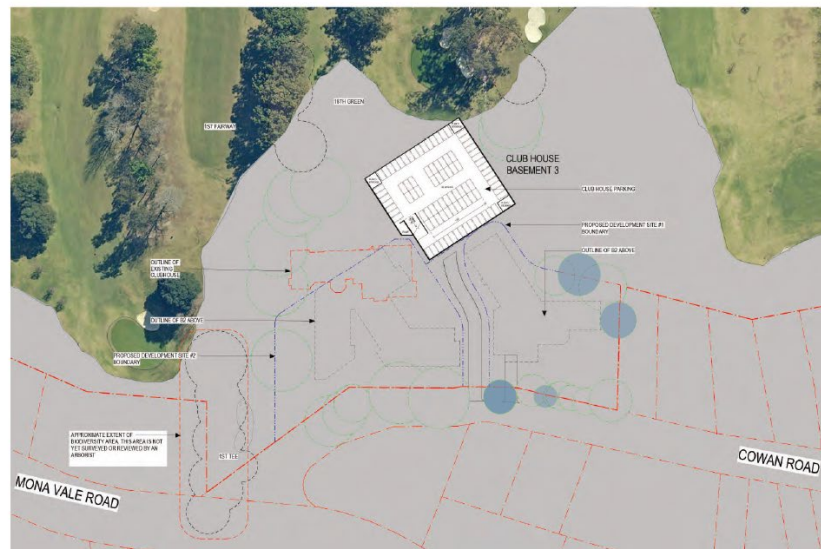 18TH GREEN
1ST FAIRWAY
CLUB HOUSE
BASEMENT 3
CLUB HOUSE PARKING
PROPOSED DEVELOPMENT SITE #1
BOUNDARY
OUTLINE OF
EXISTING
CLUBHOUSE
OUTLINE OF B2 ABOVE
OUTLINE OF B2 ABOVE
PROPOSED DEVELOPMENT SITE #2
BOUNDARY
APPROXIMATE EXTENT OF
BIODIVERSITY AREA. THIS AREA IS NOT
YET SURVEYED OR REVIEWED BY AN
ARBORIST
1ST TEE
MONA VALE ROAD
COWAN ROAD